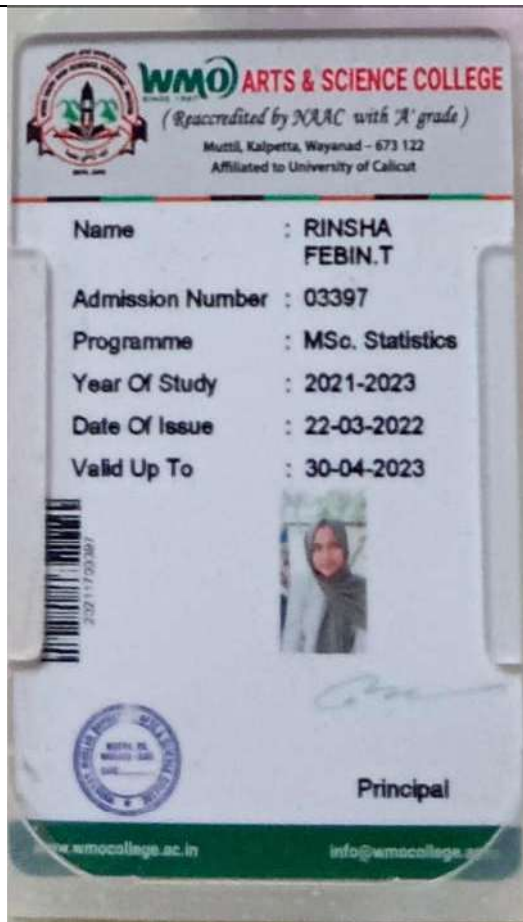 WMO ARTS & SCIENCE COLLEGE
(Reaccredited by NAAC with 'A' grade)
Muttil, Kalpetta, Wayanad - 673 122
Affiliated to University of Calicut
Name : RINSHA
FEBIN.T
Admission Number : 03397
Programme : MSc. Statistics
Year Of Study : 2021-2023
Date Of Issue : 22-03-2022
Valid Up To : 30-04-2023
Principal
www.wmocollege.ac.in